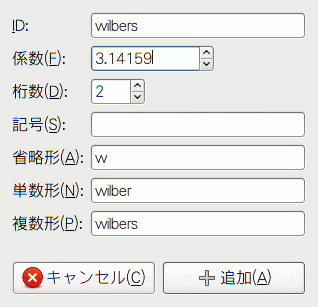 ID: wilbers
係数(F): 3.14159
桁数(D): 2
記号(S):
省略形(A): w
単数形(N): wilber
複数形(P): wilbers
キャンセル(C) 追加(A)